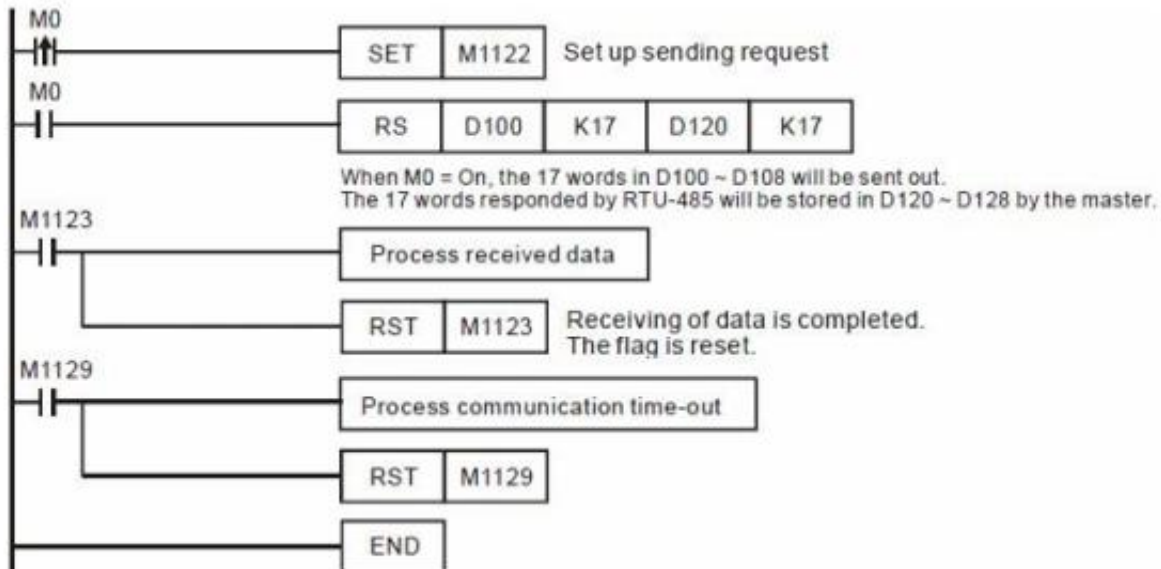 M0
SET M1122 Set up sending request
M0
RS D100 K17 D120 K17
When M0 = On, the 17 words in D100 ~ D108 will be sent out.
The 17 words responded by RTU-485 will be stored in D120 ~ D128 by the master.
M1123
Process received data
RST M1123 Receiving of data is completed.
The flag is reset.
M1129
Process communication time-out
RST M1129
END